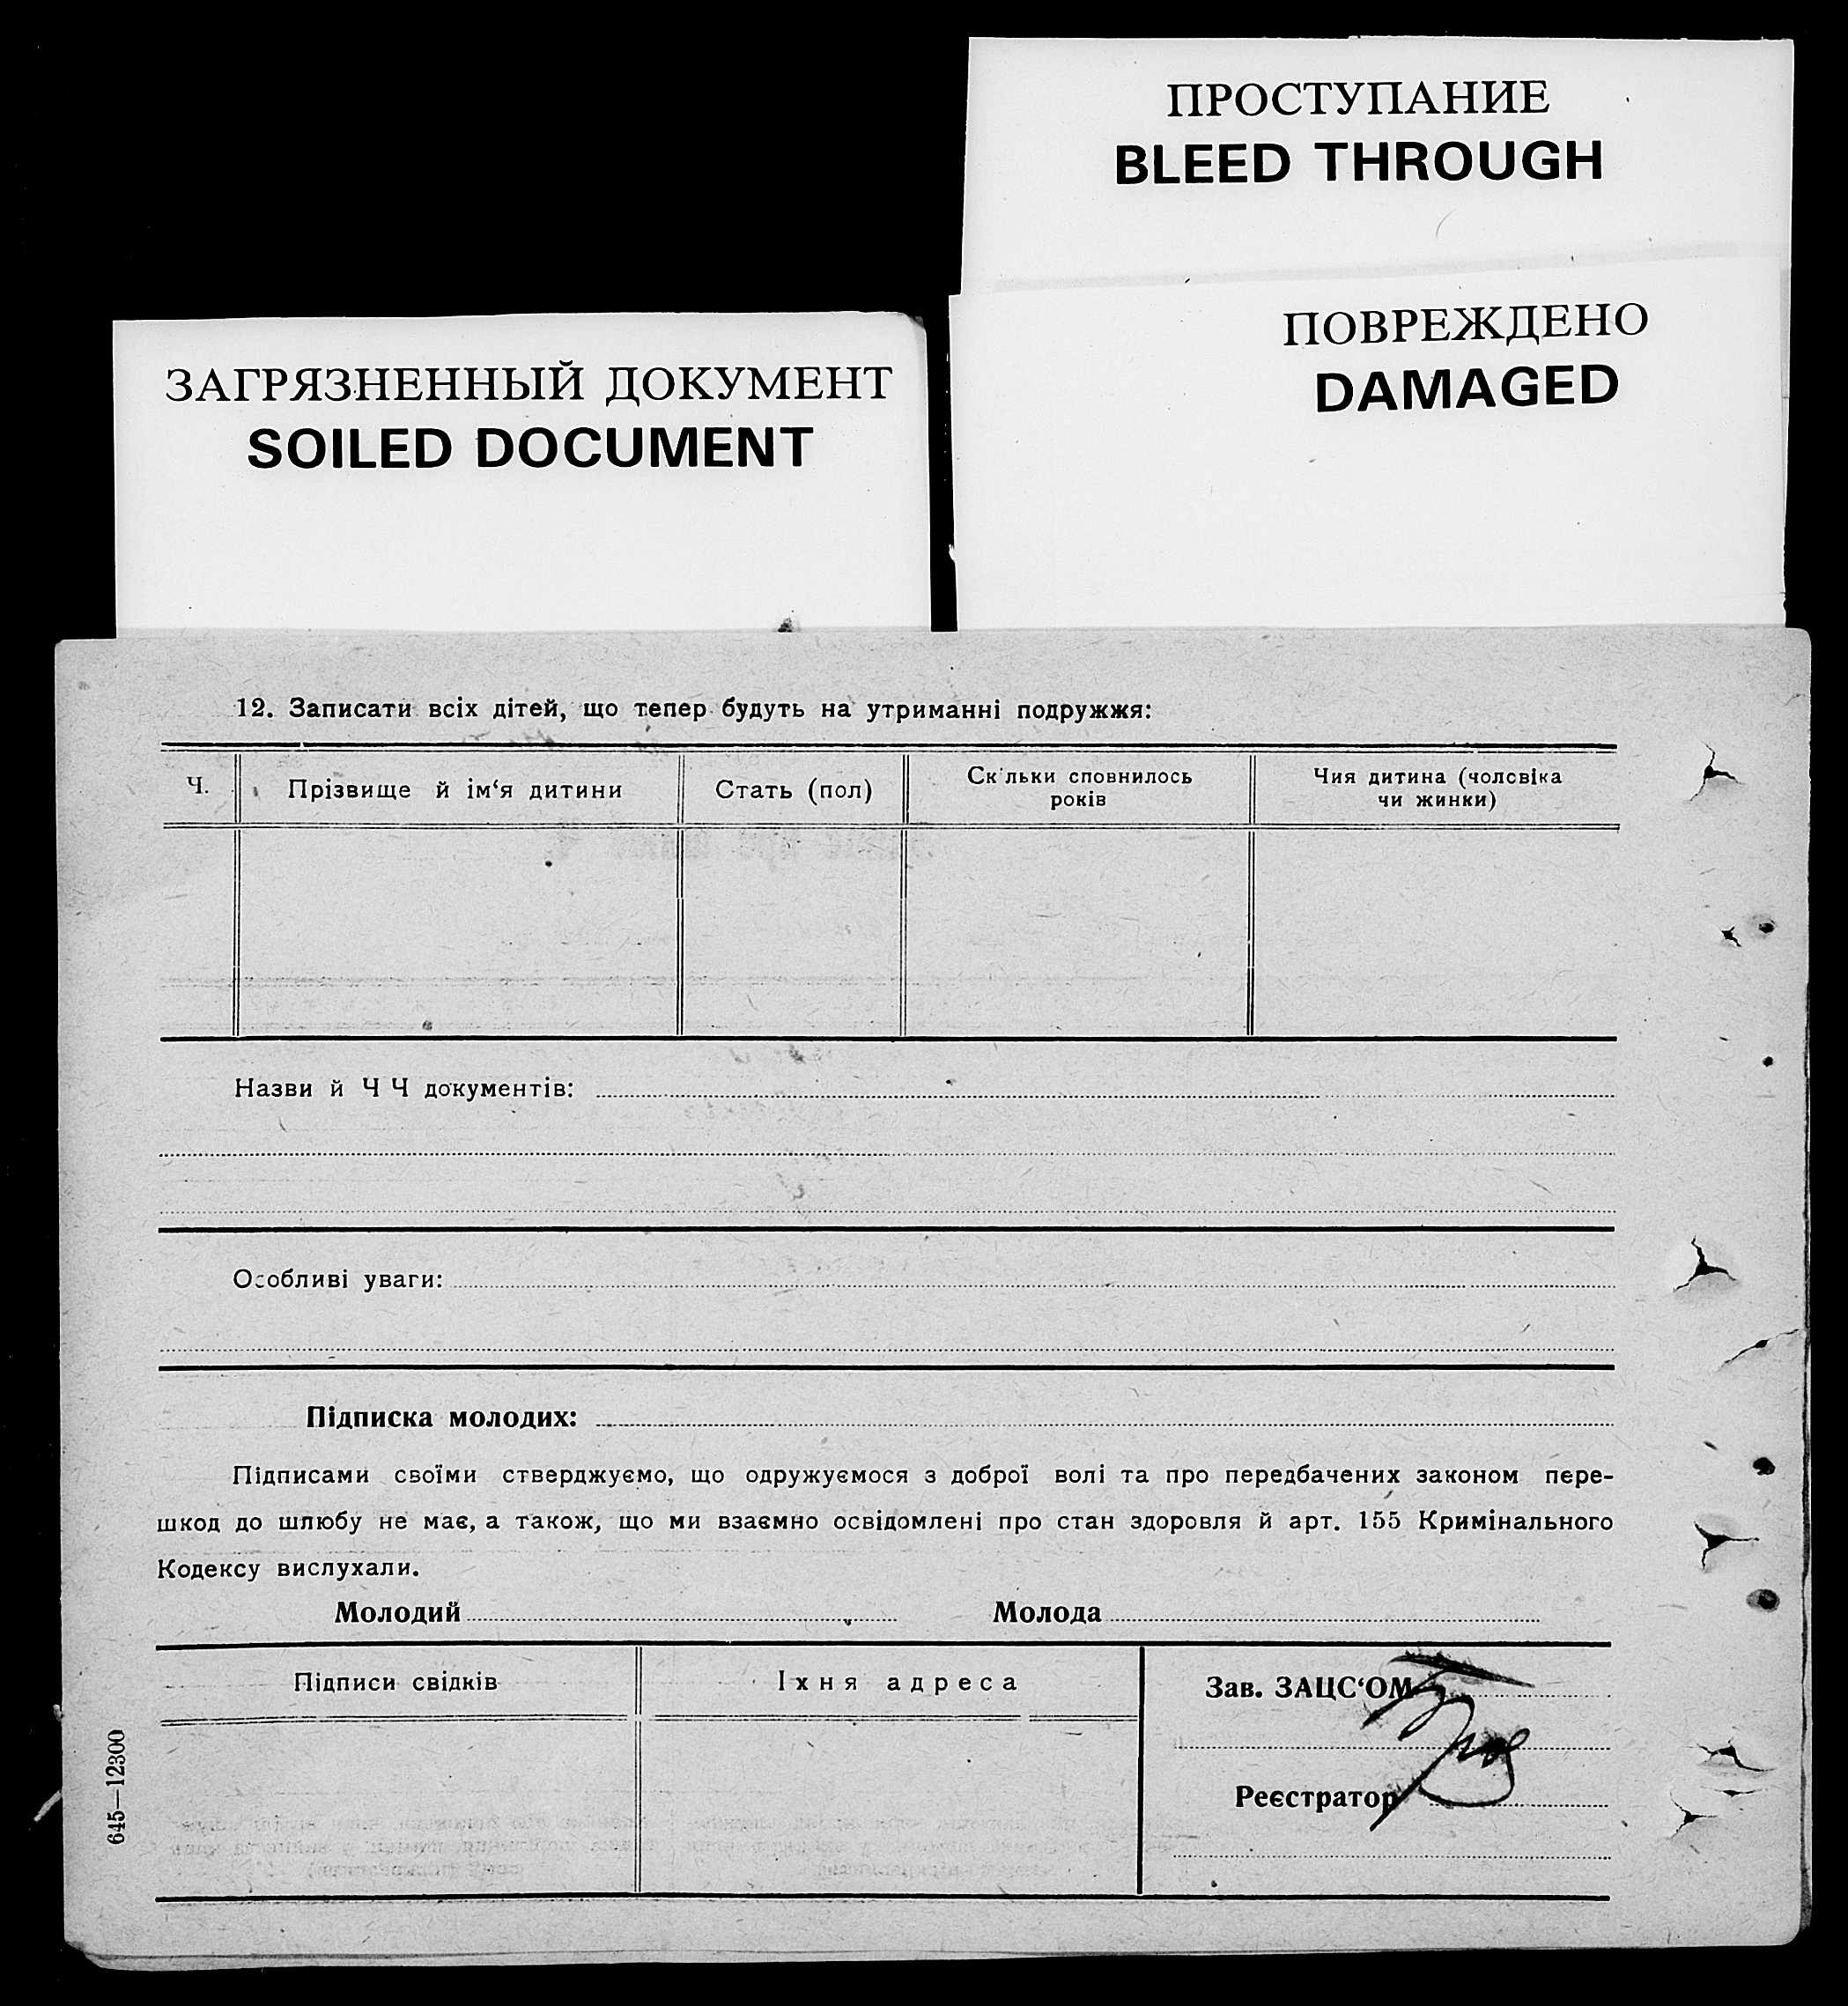 ПРОСТУПАНИЕ
BLEED THROUGH
ПОВРЕЖДЕНО
DAMAGED
ЗАГРЯЗНЕННЫЙ ДОКУМЕНТ
SOILED DOCUMENT
12. Записати всіх дітей, що тепер будуть на утриманні подружжя:
Ч.
Прізвище й ім‘я дитини
Стать (пол)
Ск льки сповнилось
років
Чия дитина (чоловіка
чи жинки)
Назви й Ч Ч документів:
Особливі уваги:
Підписка молодих:
Підписами своїми стверджуємо, що одружуємося з доброї волі та про передбачених законом пере-
шкод до шлюбу не має, а також, що ми взаємно освідомлені про стан здоровля й арт. 155 Кримінального
Кодексу вислухали.
Молодий
Молода
Підписи свідків
Їхня адреса
Зав. ЗАЦС‘ОМ
Реєстратор
645—12300